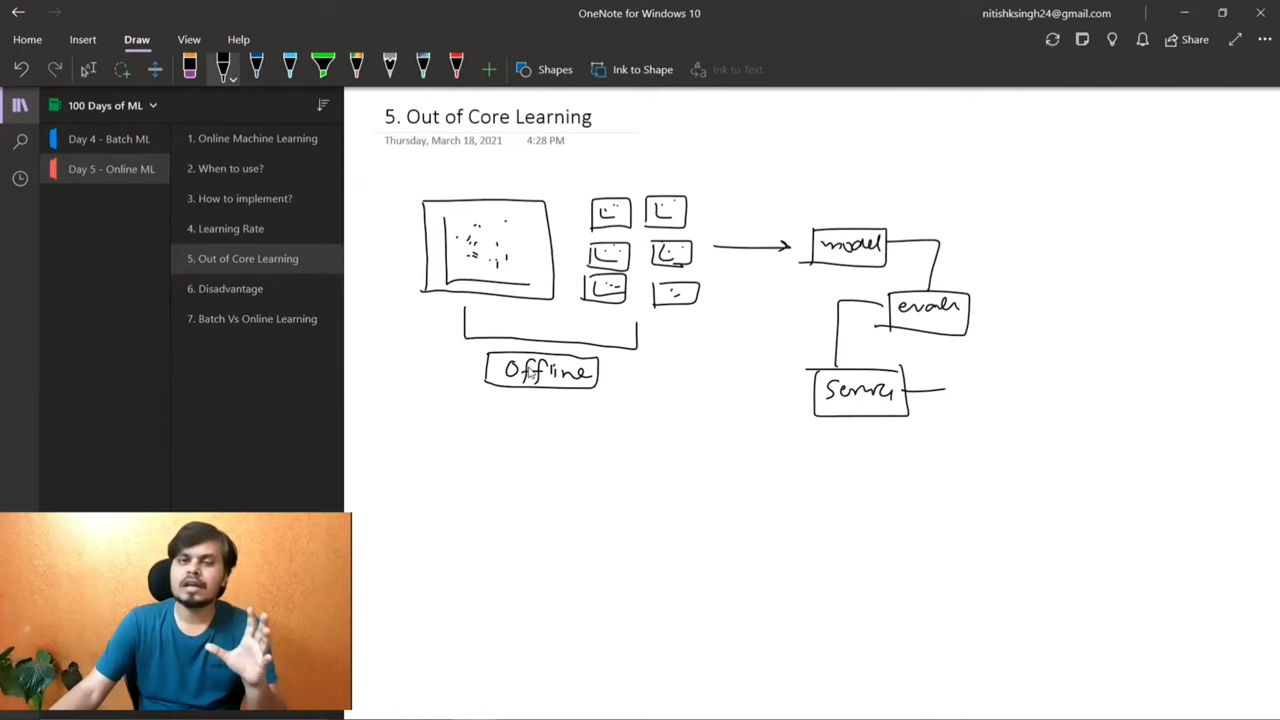 OneNote for Windows 10
nitishksingh24@gmail.com
Home
Insert
Draw
View
Help
Share
Shapes
Ink to Shape
Ink to Text
100 Days of ML
Day 4 - Batch ML
Day 5 - Online ML
1. Online Machine Learning
2. When to use?
3. How to implement?
4. Learning Rate
5. Out of Core Learning
6. Disadvantage
7. Batch Vs Online Learning
5. Out of Core Learning
Thursday, March 18, 2021 4:28 PM
model
Offline